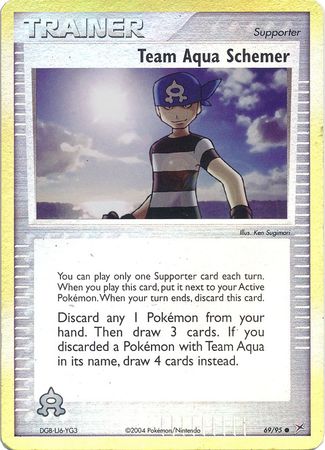 TRAINER
Supporter
Team Aqua Schemer
Illus. Ken Sugimori
You can play only one Supporter card each turn.
When you play this card, put it next to your Active
Pokémon. When your turn ends, discard this card.
Discard any 1 Pokémon from
your hand. Then draw 3 cards. If you
discarded a Pokémon with Team Aqua
in its name, draw 4 cards instead.
DGB-LJ6-YG3
©2004 Pokémon/Nintendo
69/95 ●